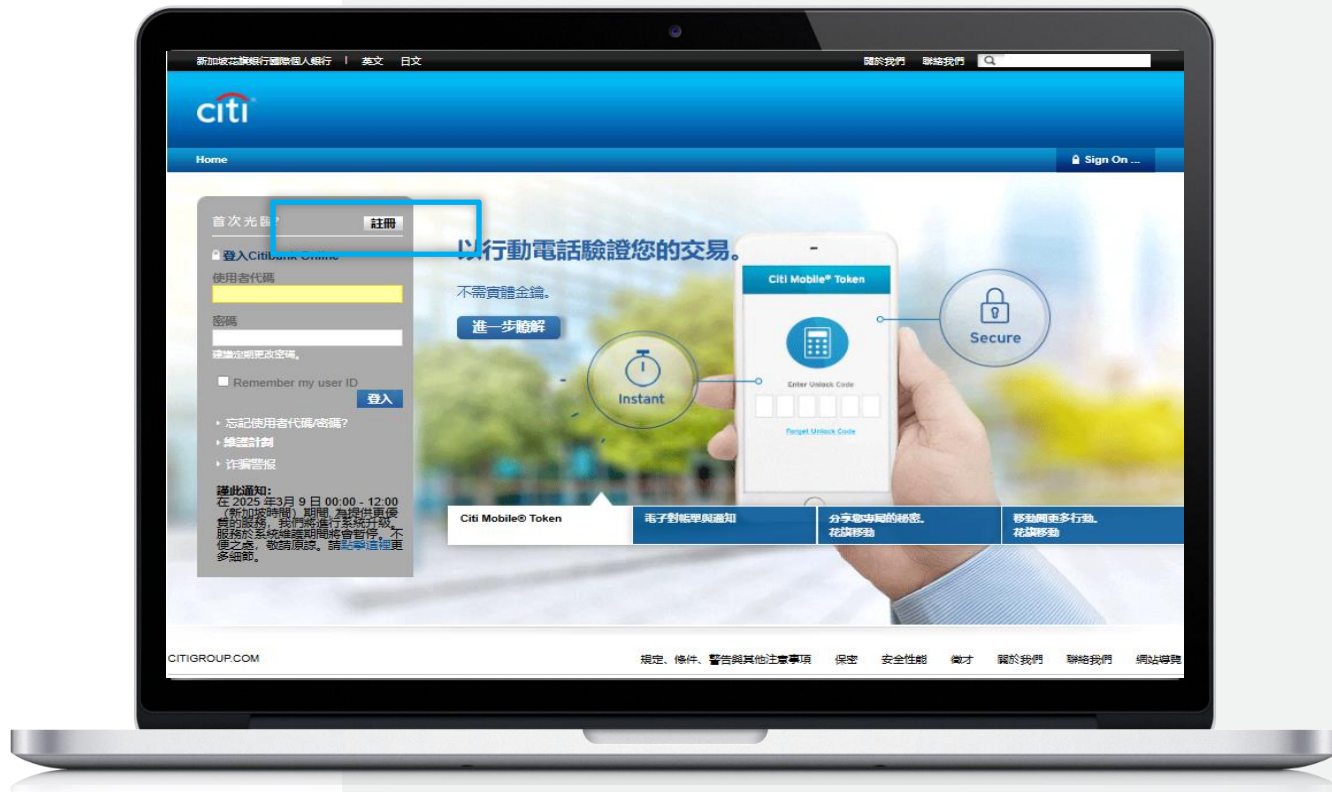 新加坡花旗銀行國際個人銀行 | 英文 日文 關於我們 聯絡我們
citi
Home Sign On ...
首次光臨? 註冊
登入Citibank Online
使用者代碼
密碼
建議定期更改密碼。
Remember my user ID
登入
忘記使用者代碼/密碼?
維護計劃
诈骗警报
謹此通知:
在 2025 年3月 9 日 00:00 - 12:00
(新加坡時間) 期間, 為提供更優
質的服務, 我們將進行系統升級。
服務於系統維護期間將會暫停。不
便之處, 敬請原諒。請點擊這裡更
多細節。
以行動電話驗證您的交易。
不需實體金鑰。
進一步瞭解
Instant
Citi Mobile® Token
Enter Unlock Code
Forget Unlock Code
Secure
Citi Mobile® Token
电子對帳單與通知
分享您專属的秘密.
花旗移動
移動開更多行動.
花旗移動
CITIGROUP.COM 規定、條件、警告與其他注意事項 保密 安全性能 徵才 關於我們 聯絡我們 網站導覽